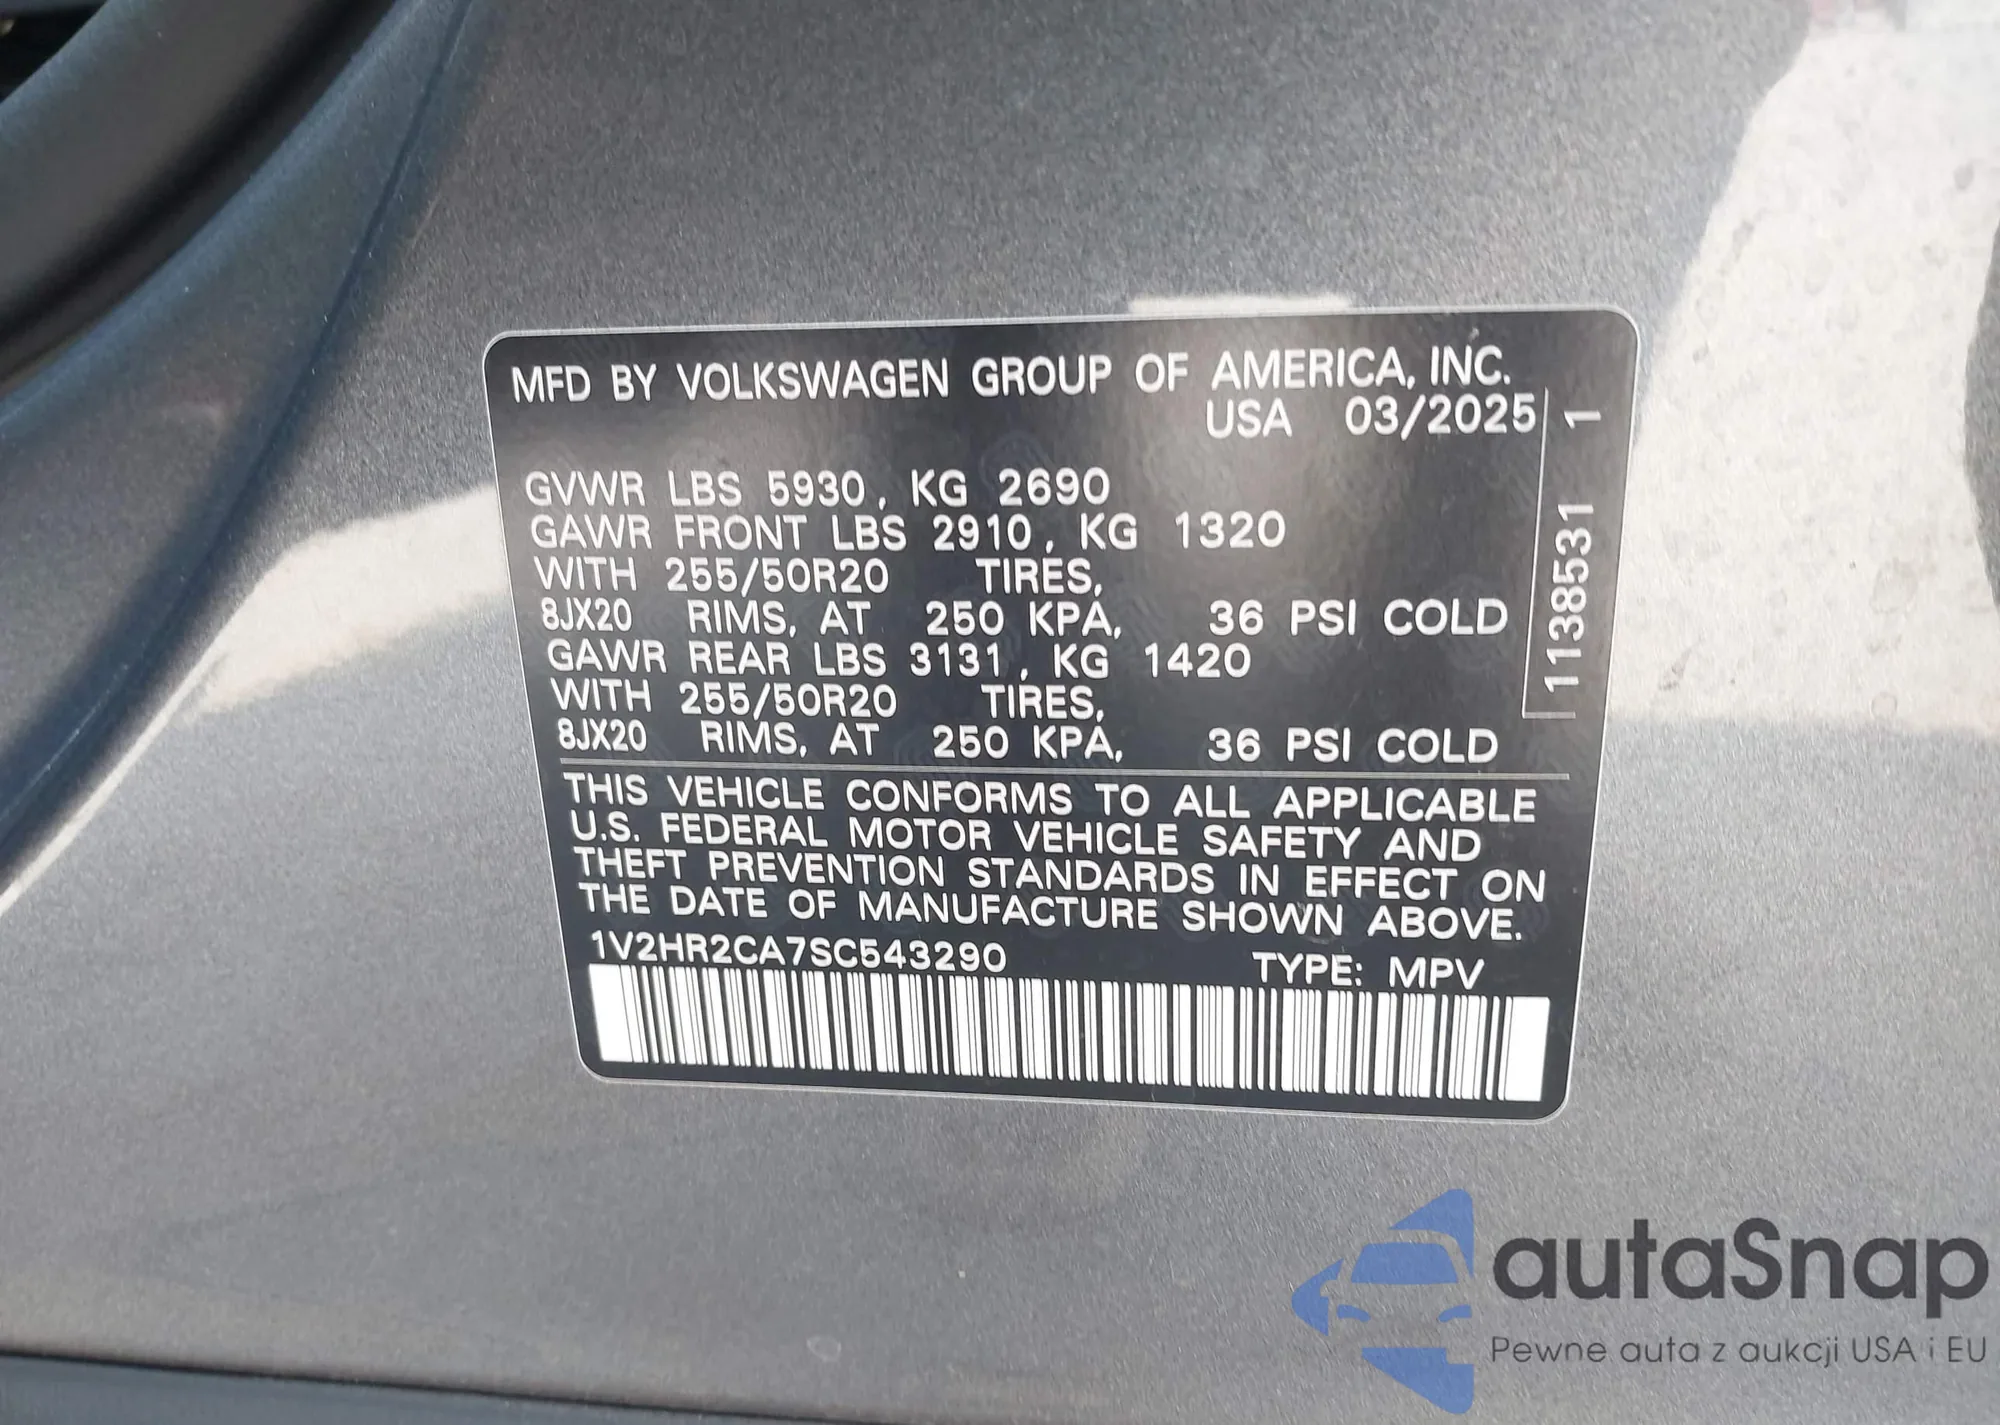 MFD BY VOLKSWAGEN GROUP OF AMERICA, INC.
USA 03/2025
GVWR LBS 5930, KG 2690
GAWR FRONT LBS 2910, KG 1320
WITH 255/50R20 TIRES,
8JX20 RIMS, AT 250 KPA, 36 PSI COLD
GAWR REAR LBS 3131, KG 1420
WITH 255/50R20 TIRES,
8JX20 RIMS, AT 250 KPA, 36 PSI COLD
1138531 1
THIS VEHICLE CONFORMS TO ALL APPLICABLE
U.S. FEDERAL MOTOR VEHICLE SAFETY AND
THEFT PREVENTION STANDARDS IN EFFECT ON
THE DATE OF MANUFACTURE SHOWN ABOVE.
1V2HR2CA7SC543290 TYPE: MPV
autaSnap
Pewne auta z aukcji USA i EU